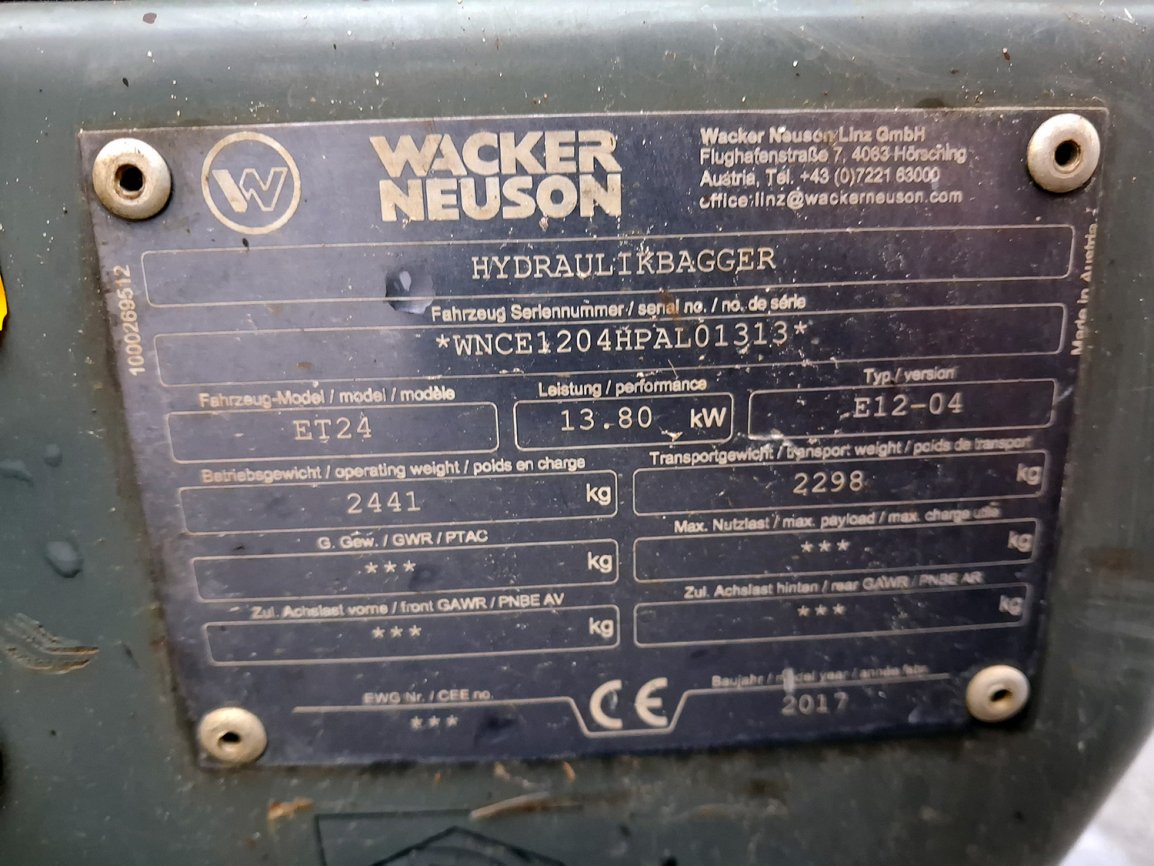 W
WACKER
NEUSON
Wacker Neuson Linz GmbH
Flughafenstraße 7, 4063 Hörsching
Austria, Tel. +43 (0)7221 63000
office.linz@wackerneuson.com
HYDRAULIKBAGGER
Fahrzeug Seriennummer / serial no. / no. de série
*WNCE1204HPAL01313*
1000269512
Made in Austria
Fahrzeug-Model / model / modèle
ET24
Leistung / performance
13.80 kW
Typ / version
E12-04
Betriebsgewicht / operating weight / poids en charge
2441 kg
Transportgewicht / transport weight / poids de transport
2298 kg
G. Gew. / GWR / PTAC
*** kg
Max. Nutzlast / max. payload / max. charge utile
*** kg
Zul. Achslast vorne / front GAWR / PNBE AV
*** kg
Zul. Achslast hinten / rear GAWR / PNBE AR
*** kg
EWG Nr. / CEE no.
***
CE
Baujahr / model year / année fabr.
2017